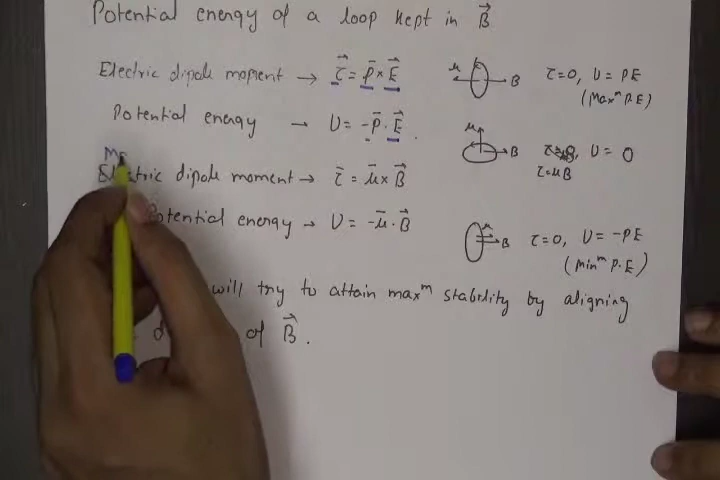 Potential energy of a loop kept in B⃗
Electric dipole moment → τ⃗ = p⃗ × E⃗
μ B τ=0, U = PE
(Maxᵐ P.E)
Potential energy → U = -p⃗ · E⃗ .
μ B U = 0
τ=μB
Electric dipole moment → τ⃗ = μ⃗ × B⃗
Potential energy → U = -μ⃗ · B⃗
μ B τ=0, U = -PE
(Minᵐ P.E)
will try to attain maxᵐ stability by aligning
of B⃗ .